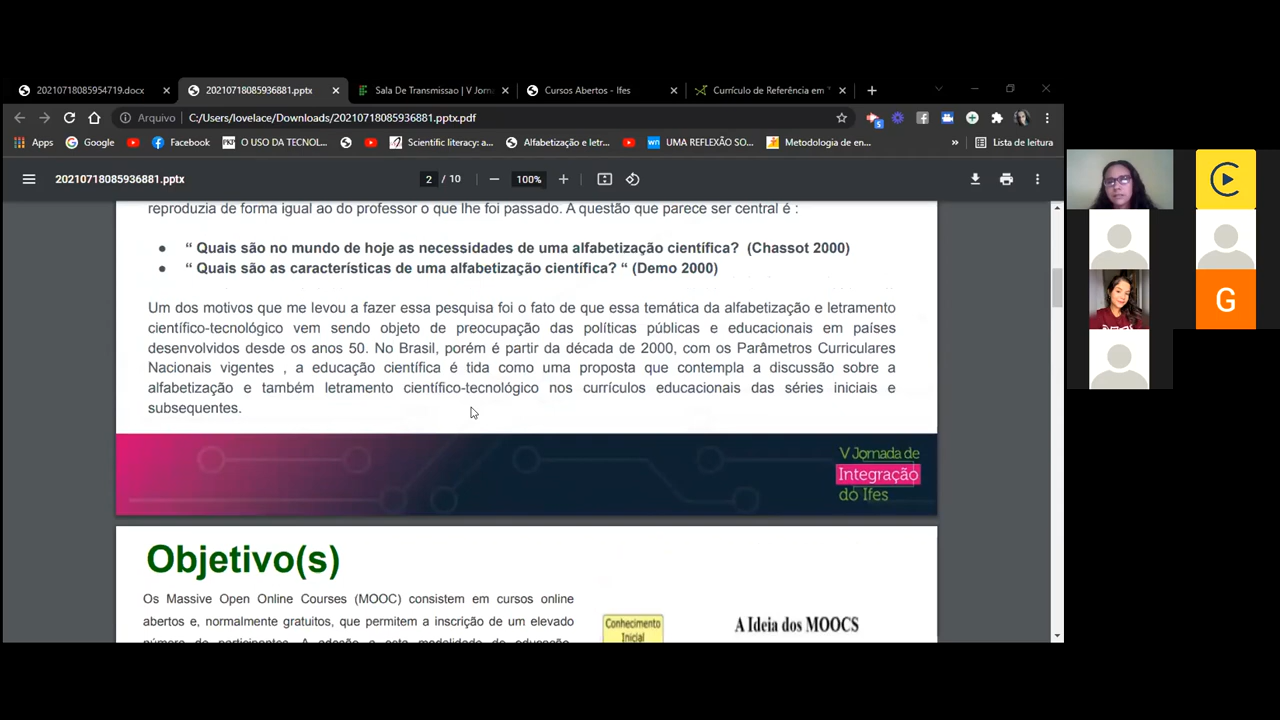 20210718085954719.docx
20210718085936881.pptx
Sala De Transmissao | V Jorn
Cursos Abertos - Ifes
Currículo de Referência em
Arquivo
C:/Users/lovelace/Downloads/20210718085936881.pptx.pdf
Apps
Google
Facebook
O USO DA TECNOL...
Scientific literacy: a...
Alfabetização e letr...
UMA REFLEXÃO SO...
Metodologia de en...
Lista de leitura
20210718085936881.pptx
2 / 10
100%
reproduzia de forma igual ao do professor o que lhe foi passado. A questão que parece ser central é :
● “ Quais são no mundo de hoje as necessidades de uma alfabetização científica? (Chassot 2000)
● “ Quais são as características de uma alfabetização científica? “ (Demo 2000)
Um dos motivos que me levou a fazer essa pesquisa foi o fato de que essa temática da alfabetização e letramento
científico-tecnológico vem sendo objeto de preocupação das políticas públicas e educacionais em países
desenvolvidos desde os anos 50. No Brasil, porém é partir da década de 2000, com os Parâmetros Curriculares
Nacionais vigentes , a educação científica é tida como uma proposta que contempla a discussão sobre a
alfabetização e também letramento científico-tecnológico nos currículos educacionais das séries iniciais e
subsequentes.
V Jornada de
Integração
do Ifes
Objetivo(s)
Os Massive Open Online Courses (MOOC) consistem em cursos online
abertos e, normalmente gratuitos, que permitem a inscrição de um elevado
Conhecimento
Inicial
A Ideia dos MOOCS
G